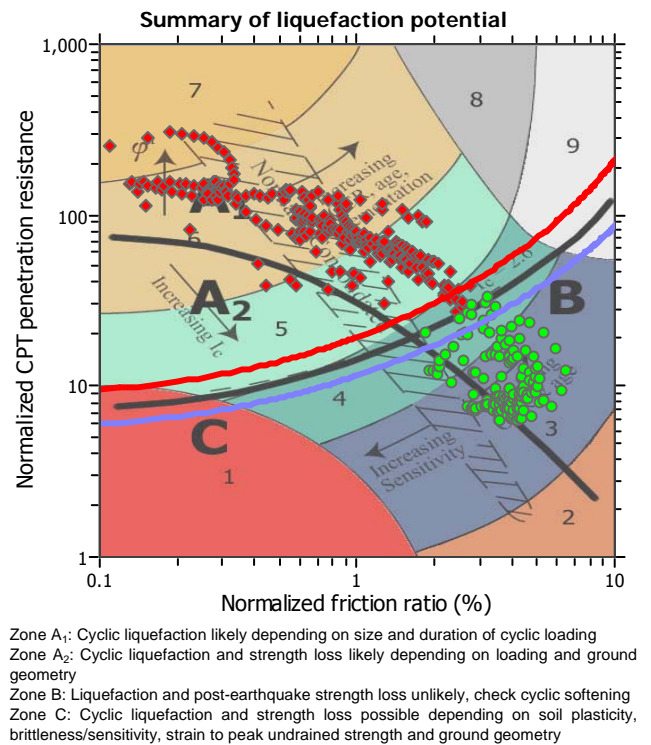 Summary of liquefaction potential
Normalized CPT penetration resistance
1,000
100
10
1
7
8
9
6
5
4
3
2
1
A2
B
C
Increasing Ic
Increasing
Sensitivity
0.1
1
10
Normalized friction ratio (%)
Zone A1: Cyclic liquefaction likely depending on size and duration of cyclic loading
Zone A2: Cyclic liquefaction and strength loss likely depending on loading and ground
geometry
Zone B: Liquefaction and post-earthquake strength loss unlikely, check cyclic softening
Zone C: Cyclic liquefaction and strength loss possible depending on soil plasticity,
brittleness/sensitivity, strain to peak undrained strength and ground geometry